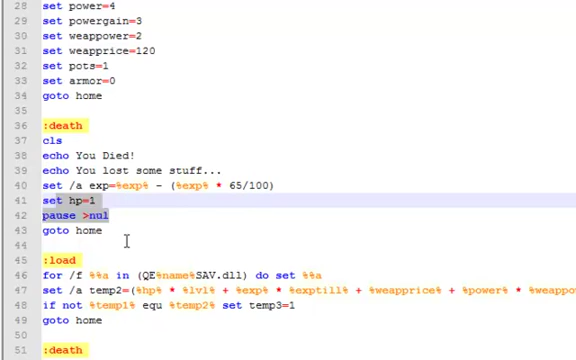 28 set power=4
29 set powergain=3
30 set weappower=2
31 set weapprice=120
32 set pots=1
33 set armor=0
34 goto home
35
36 :death
37 cls
38 echo You Died!
39 echo You lost some stuff...
40 set /a exp=%exp% - (%exp% * 65/100)
41 set hp=1
42 pause >nul
43 goto home
44
45 :load
46 for /f %%a in (QE%name%SAV.dll) do set %%a
47 set /a temp2=(%hp% * %lvl% + %exp% * %exptill% + %weapprice% + %power% * %weappo
48 if not %temp1% equ %temp2% set temp3=1
49 goto home
50
51 :death